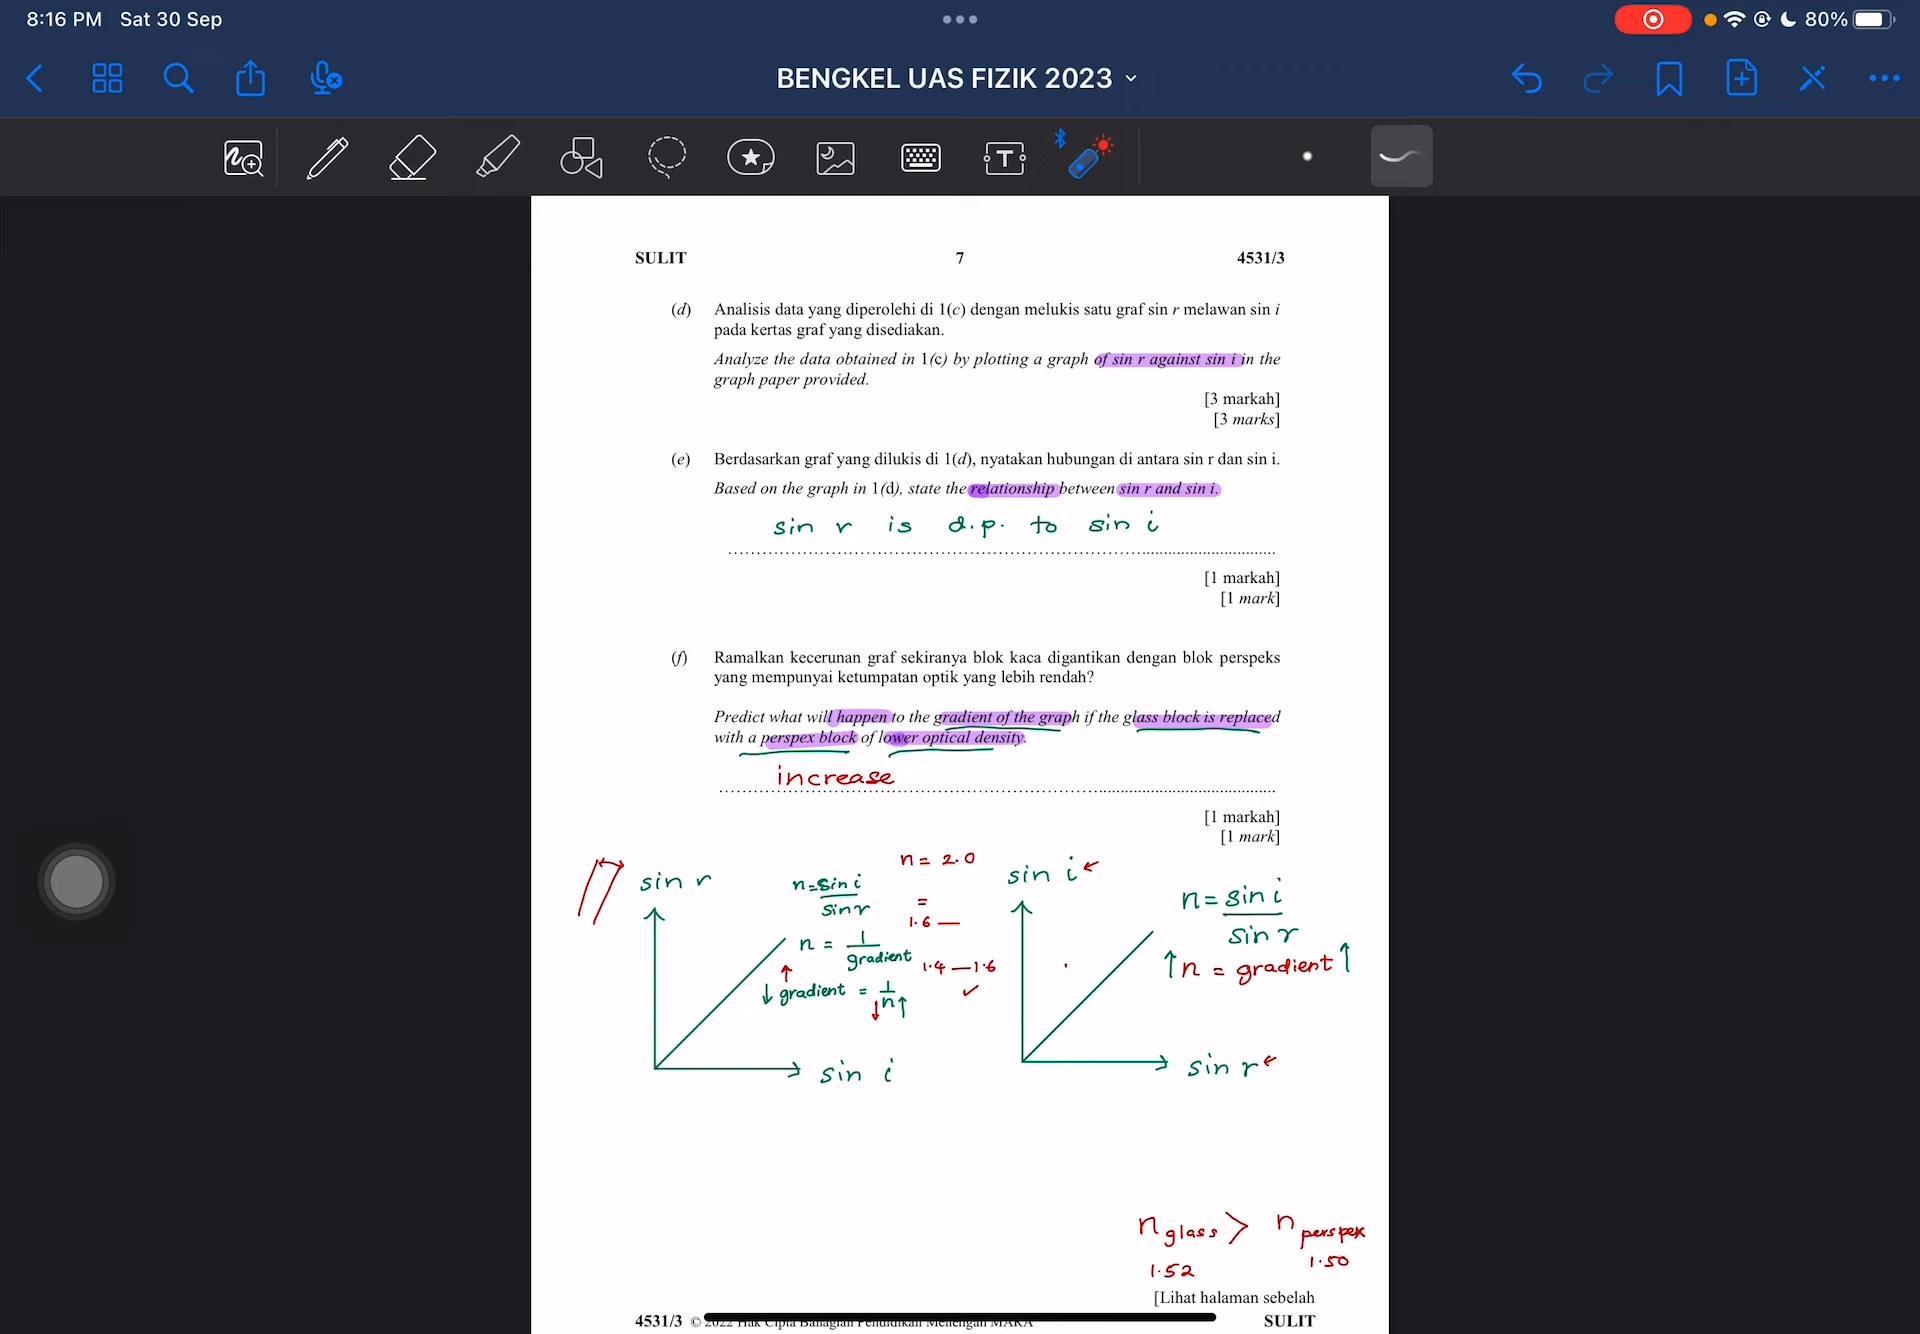 8:16 PM Sat 30 Sep
80%
BENGKEL UAS FIZIK 2023
SULIT 7 4531/3
(d) Analisis data yang diperolehi di 1(c) dengan melukis satu graf sin r melawan sin i
pada kertas graf yang disediakan.
Analyze the data obtained in 1(c) by plotting a graph of sin r against sin i in the
graph paper provided.
[3 markah]
[3 marks]
(e) Berdasarkan graf yang dilukis di 1(d), nyatakan hubungan di antara sin r dan sin i.
Based on the graph in 1(d), state the relationship between sin r and sin i.
sin r is d.p. to sin i
[1 markah]
[1 mark]
(f) Ramalkan kecerunan graf sekiranya blok kaca digantikan dengan blok perspeks
yang mempunyai ketumpatan optik yang lebih rendah?
Predict what will happen to the gradient of the graph if the glass block is replaced
with a perspex block of lower optical density.
increase
[1 markah]
[1 mark]
sin r
n = sin i
sin r
n = 1
gradient
↑
↓ gradient = 1
↓n↑
sin i
n = 2.0
=
1.6 —
1.4 — 1.6
✓
sin i ←
n = sin i
sin r
↑n = gradient ↑
sin r ←
n glass > n perspex
1.52 1.50
[Lihat halaman sebelah
4531/3 © 2022 Hak Cipta Bahagian Pendidikan Menengah MARA SULIT